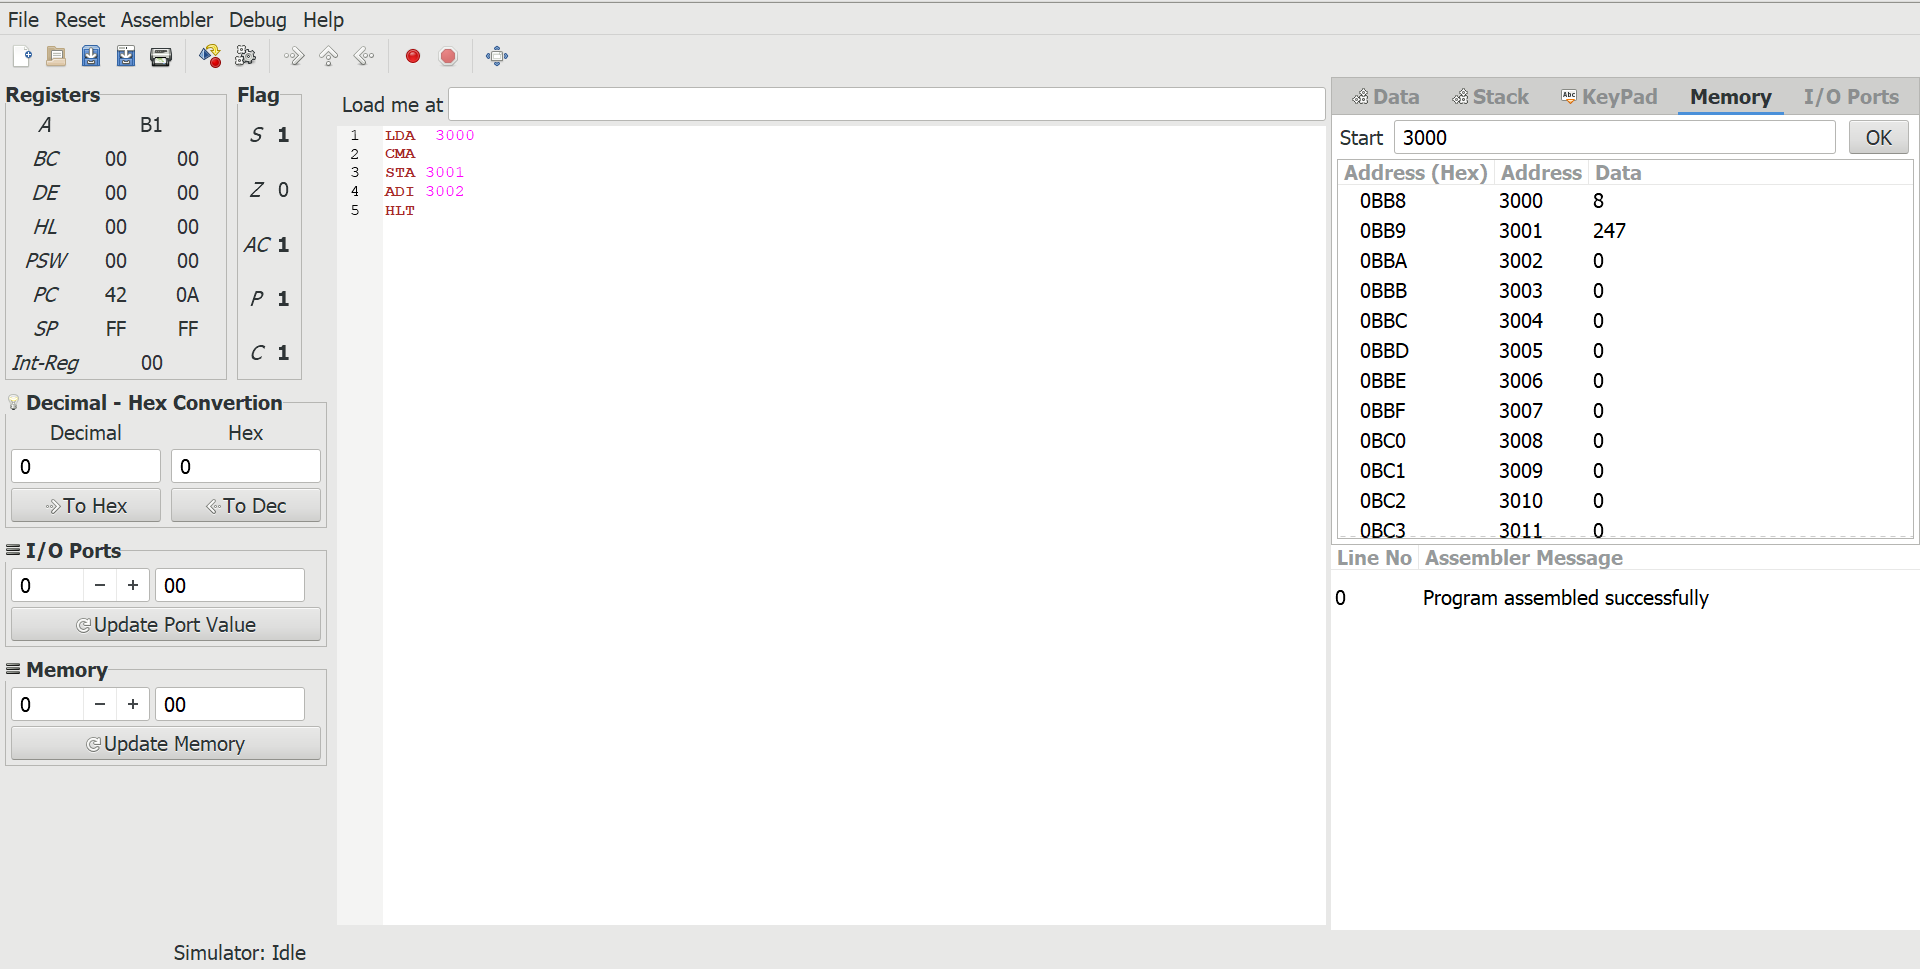 File Reset Assembler Debug Help
Registers
A B1
BC 00 00
DE 00 00
HL 00 00
PSW 00 00
PC 42 0A
SP FF FF
Int-Reg 00
Flag
S 1
Z 0
AC 1
P 1
C 1
Decimal - Hex Convertion
Decimal Hex
0 0
To Hex To Dec
I/O Ports
0 − + 00
Update Port Value
Memory
0 − + 00
Update Memory
Load me at
1 LDA 3000
2 CMA
3 STA 3001
4 ADI 3002
5 HLT
Data Stack Abc KeyPad Memory I/O Ports
Start 3000 OK
Address (Hex) Address Data
0BB8 3000 8
0BB9 3001 247
0BBA 3002 0
0BBB 3003 0
0BBC 3004 0
0BBD 3005 0
0BBE 3006 0
0BBF 3007 0
0BC0 3008 0
0BC1 3009 0
0BC2 3010 0
0BC3 3011 0
Line No Assembler Message
0 Program assembled successfully
Simulator: Idle